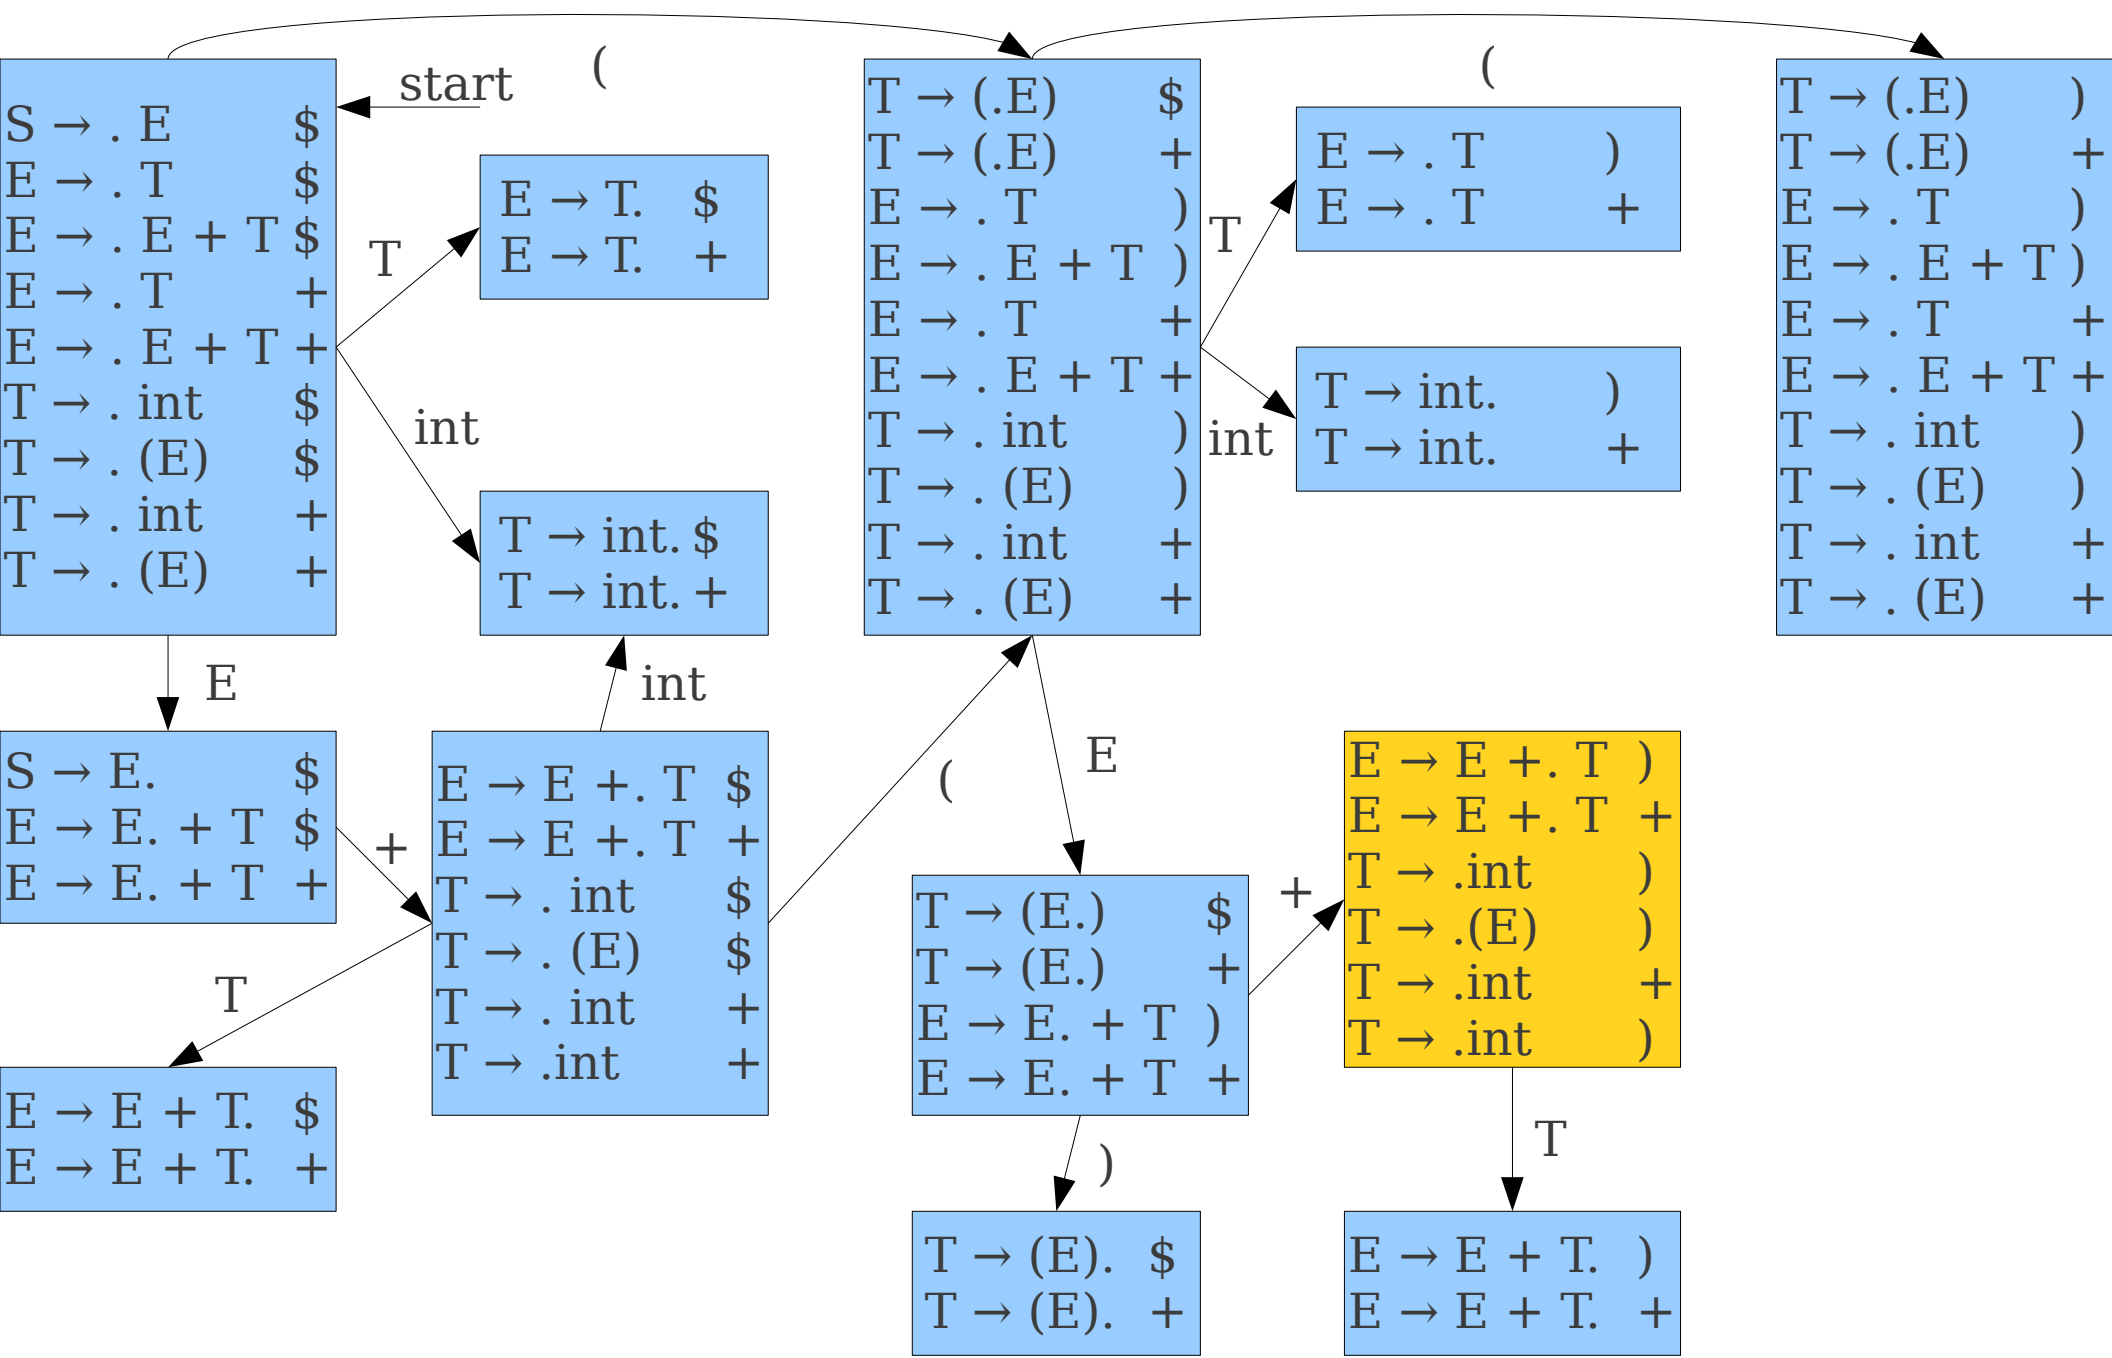 start
(
(
S → . E $
E → . T $
E → . E + T $
E → . T +
E → . E + T +
T → . int $
T → . (E) $
T → . int +
T → . (E) +
T
E → T. $
E → T. +
int
T → int. $
T → int. +
T → (.E) $
T → (.E) +
E → . T )
E → . E + T )
E → . T +
E → . E + T +
T → . int )
T → . (E) )
T → . int +
T → . (E) +
T
E → . T )
E → . T +
int
T → int. )
T → int. +
T → (.E) )
T → (.E) +
E → . T )
E → . E + T )
E → . T +
E → . E + T +
T → . int )
T → . (E) )
T → . int +
T → . (E) +
E
int
S → E. $
E → E. + T $
E → E. + T +
+
E → E +. T $
E → E +. T +
T → . int $
T → . (E) $
T → . int +
T → .int +
(
E
T
E → E + T. $
E → E + T. +
T → (E.) $
T → (E.) +
E → E. + T )
E → E. + T +
+
E → E +. T )
E → E +. T +
T → .int )
T → .(E) )
T → .int +
T → .int )
)
T
T → (E). $
T → (E). +
E → E + T. )
E → E + T. +